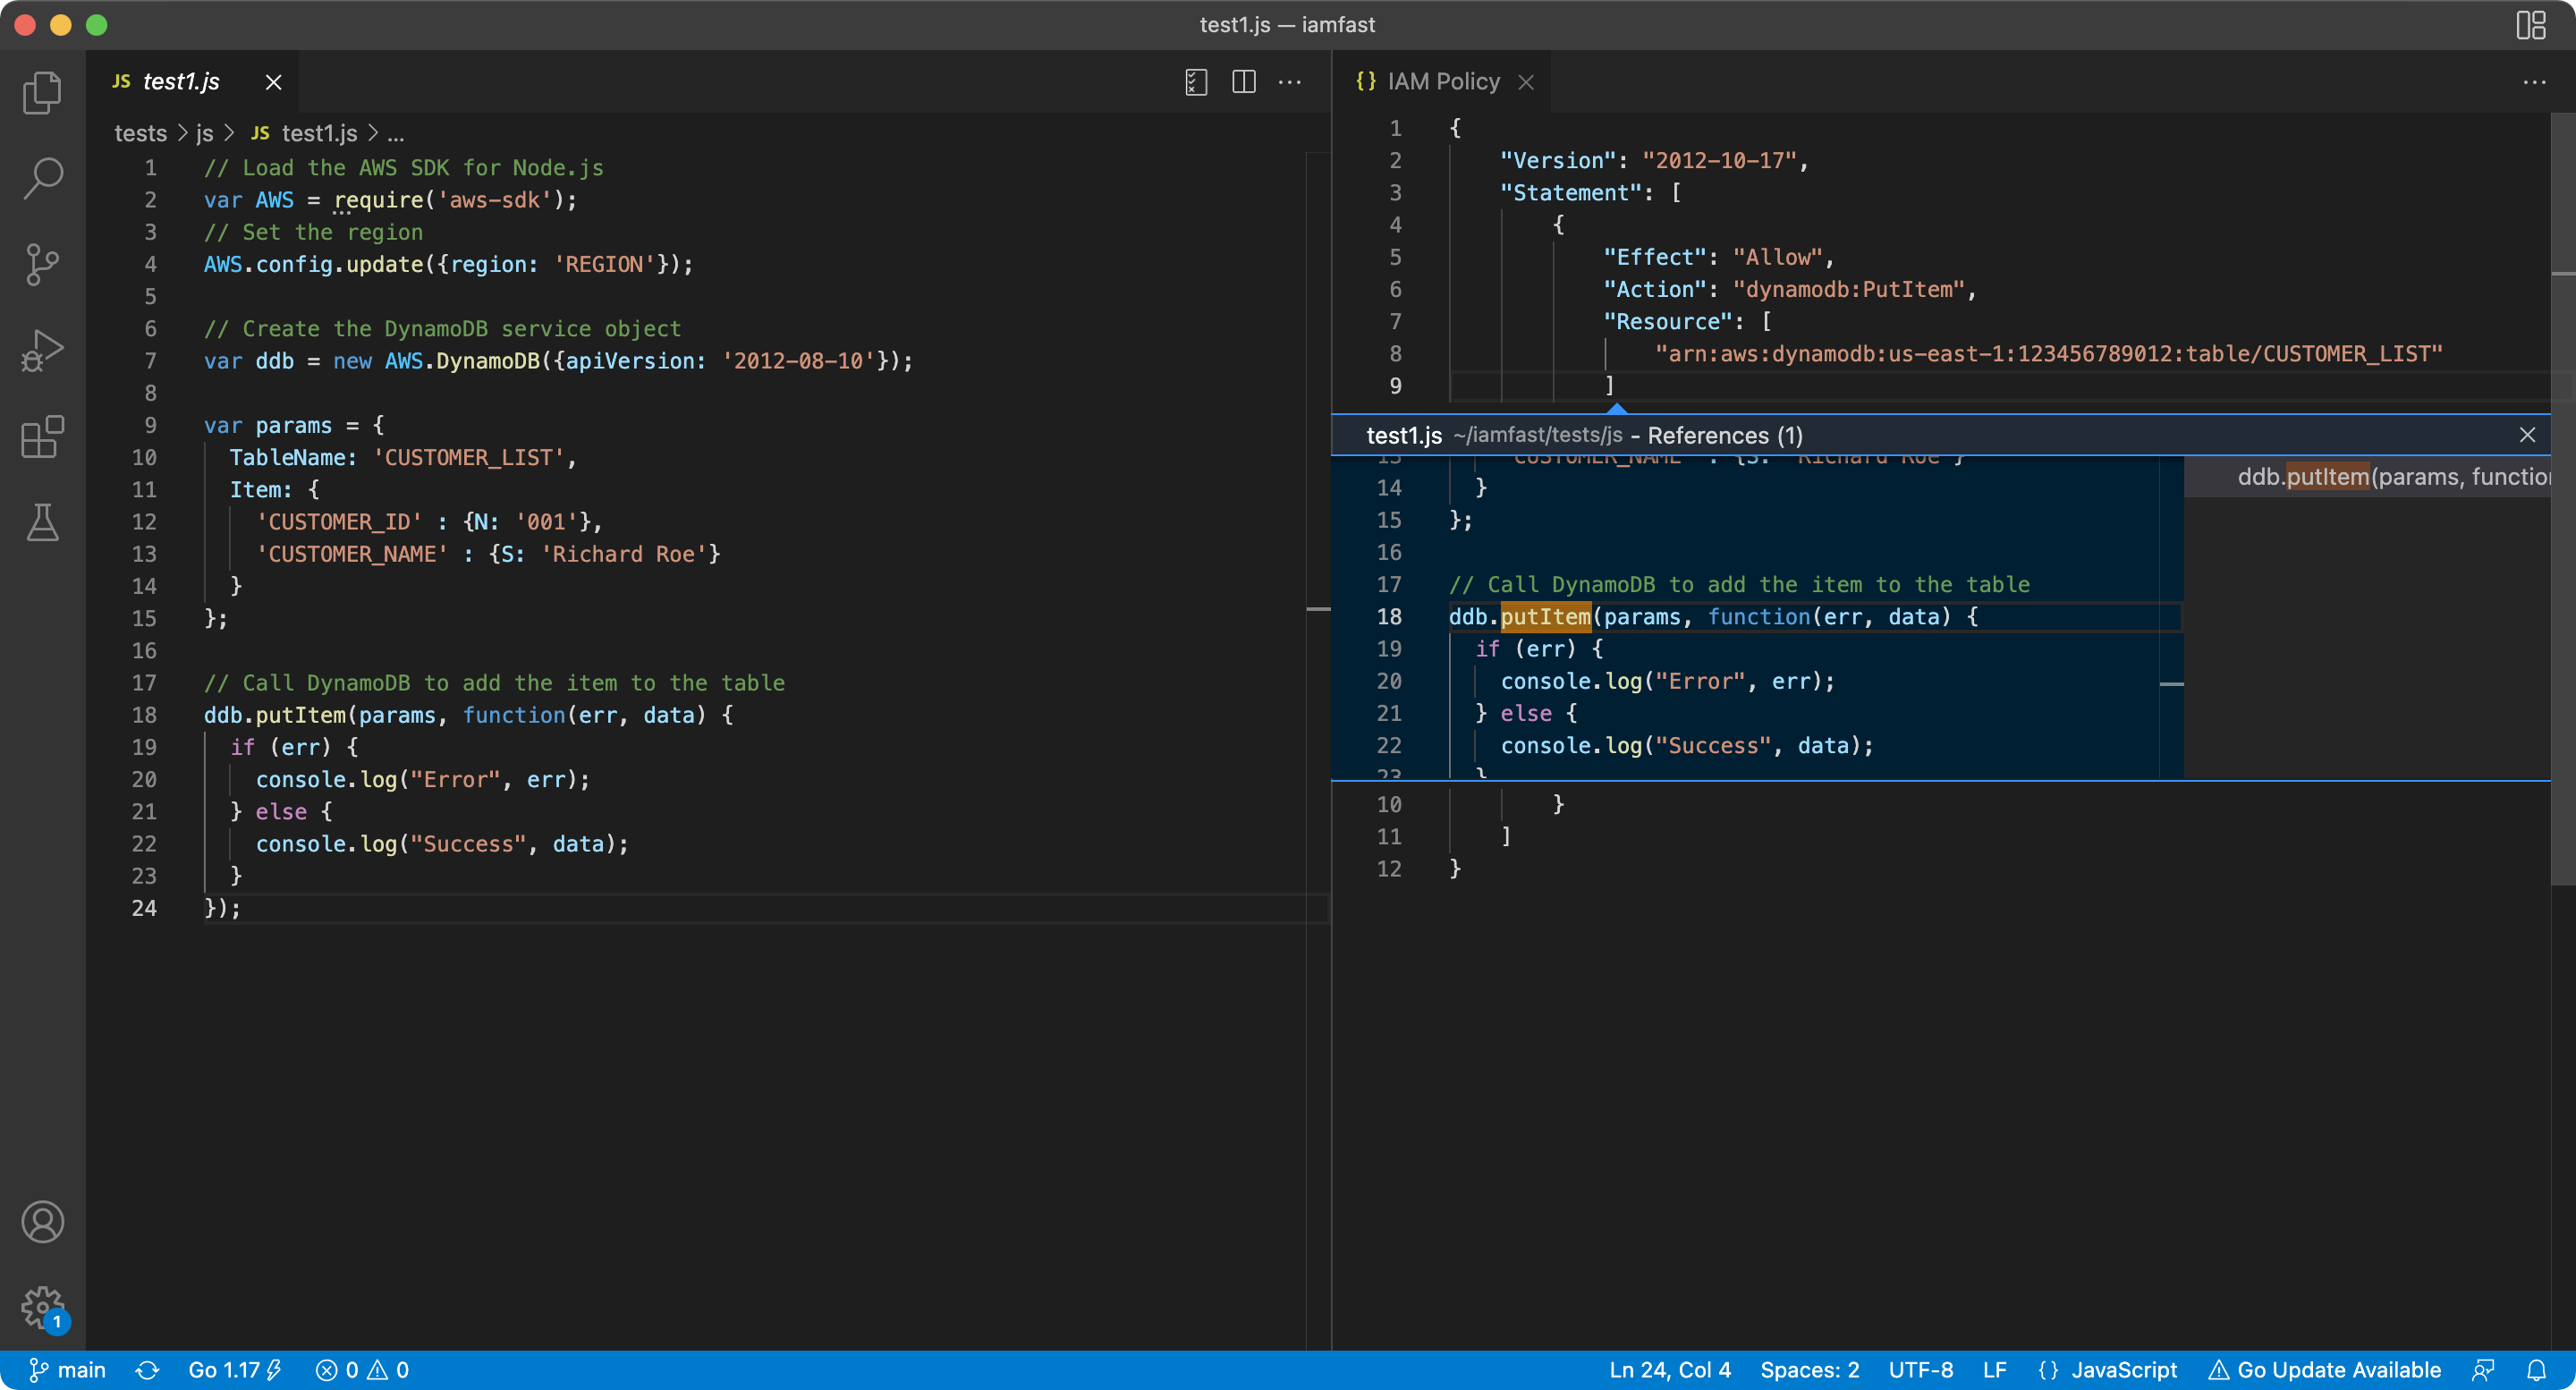 test1.js — iamfast
JS test1.js
tests > js > JS test1.js > ...
1 // Load the AWS SDK for Node.js
2 var AWS = require('aws-sdk');
3 // Set the region
4 AWS.config.update({region: 'REGION'});
5
6 // Create the DynamoDB service object
7 var ddb = new AWS.DynamoDB({apiVersion: '2012-08-10'});
8
9 var params = {
10 TableName: 'CUSTOMER_LIST',
11 Item: {
12 'CUSTOMER_ID' : {N: '001'},
13 'CUSTOMER_NAME' : {S: 'Richard Roe'}
14 }
15 };
16
17 // Call DynamoDB to add the item to the table
18 ddb.putItem(params, function(err, data) {
19 if (err) {
20 console.log("Error", err);
21 } else {
22 console.log("Success", data);
23 }
24 });
{} IAM Policy
1 {
2 "Version": "2012-10-17",
3 "Statement": [
4 {
5 "Effect": "Allow",
6 "Action": "dynamodb:PutItem",
7 "Resource": [
8 "arn:aws:dynamodb:us-east-1:123456789012:table/CUSTOMER_LIST"
9 ]
test1.js ~/iamfast/tests/js - References (1)
13 'CUSTOMER_NAME' : {S: 'Richard Roe'}
14 }
15 };
16
17 // Call DynamoDB to add the item to the table
18 ddb.putItem(params, function(err, data) {
19 if (err) {
20 console.log("Error", err);
21 } else {
22 console.log("Success", data);
23 }
ddb.putItem(params, function
10 }
11 ]
12 }
1
main Go 1.17 0 0 Ln 24, Col 4 Spaces: 2 UTF-8 LF {} JavaScript Go Update Available